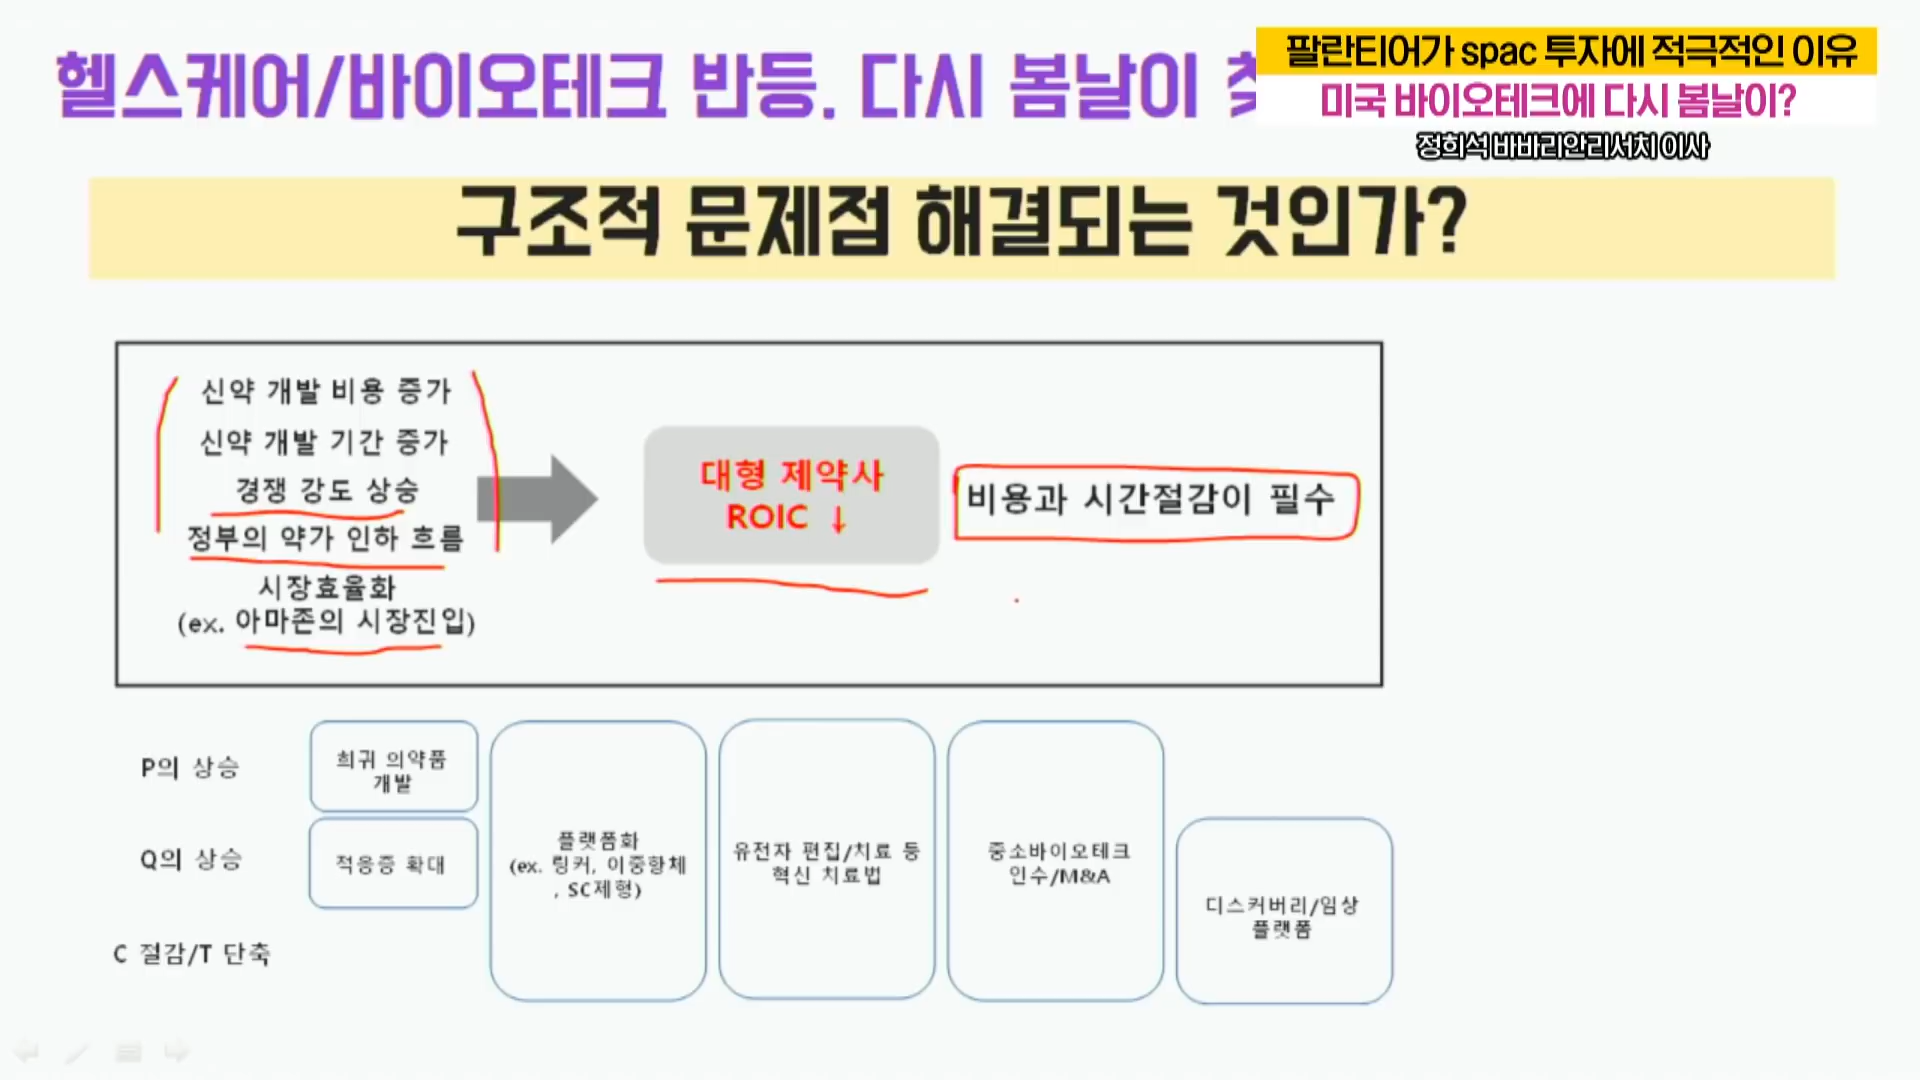 헬스케어/바이오테크 반등. 다시 봄날이
팔란티어가 spac 투자에 적극적인 이유
미국 바이오테크에 다시 봄날이?
정희석 바바리안리서치 이사
구조적 문제점 해결되는 것인가?
신약 개발 비용 증가
신약 개발 기간 증가
경쟁 강도 상승
정부의 약가 인하 흐름
시장효율화
(ex. 아마존의 시장진입)
대형 제약사
ROIC ↓
비용과 시간절감이 필수
P의 상승
희귀 의약품
개발
Q의 상승
적응증 확대
C 절감/T 단축
플랫폼화
(ex. 링커, 이중항체
, SC제형)
유전자 편집/치료 등
혁신 치료법
중소바이오테크
인수/M&A
디스커버리/임상
플랫폼